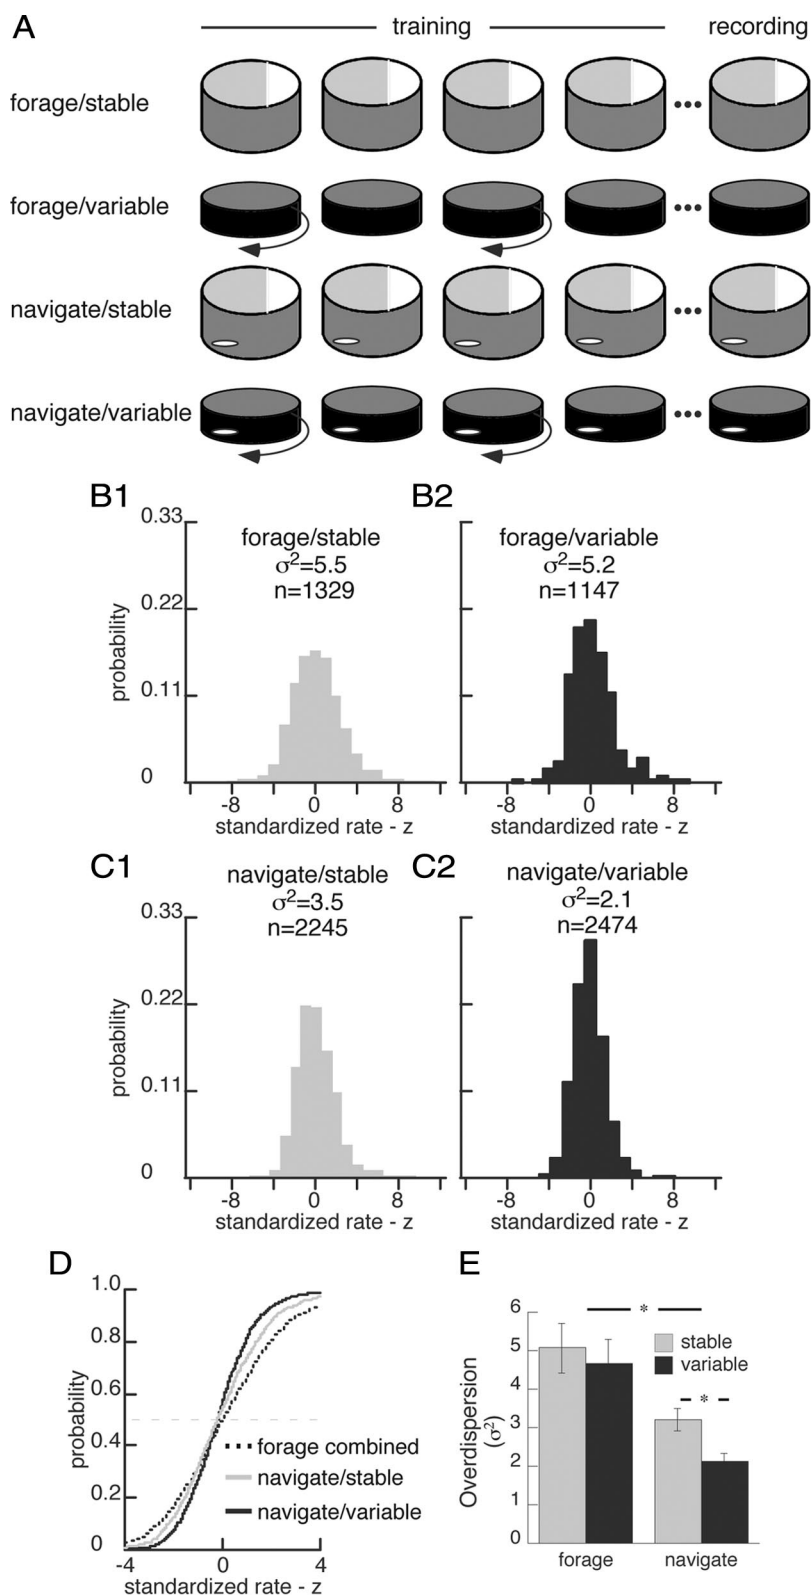 A
training
recording
forage/stable
forage/variable
navigate/stable
navigate/variable
B1
B2
0.33
0.22
0.11
0
probability
forage/stable
σ²=5.5
n=1329
-8 0 8
standardized rate - z
forage/variable
σ²=5.2
n=1147
-8 0 8
standardized rate - z
C1
C2
0.33
0.22
0.11
0
probability
navigate/stable
σ²=3.5
n=2245
-8 0 8
standardized rate - z
navigate/variable
σ²=2.1
n=2474
-8 0 8
standardized rate - z
D
1.0
0.8
0.6
0.4
0.2
0
probability
forage combined
navigate/stable
navigate/variable
-4 0 4
standardized rate - z
E
6
5
4
3
2
1
0
Overdispersion
(σ²)
*
stable
variable
*
forage navigate